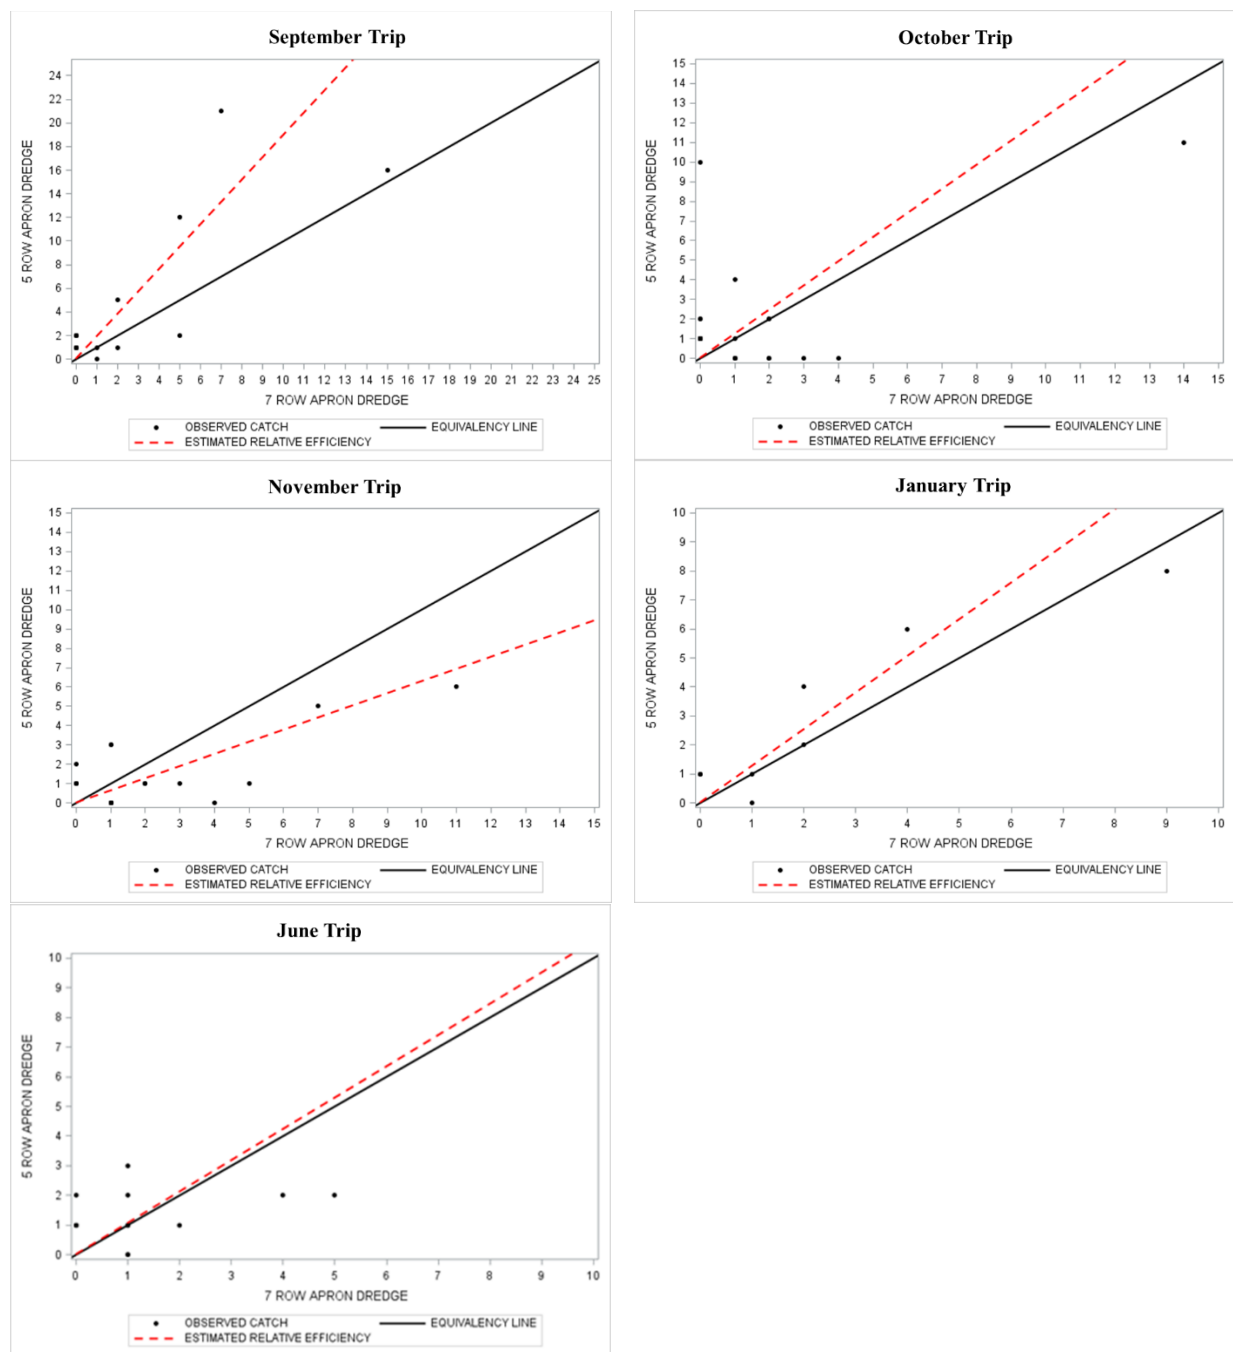 September Trip
24
22
20
18
16
14
12
10
8
6
4
2
0
5 ROW APRON DREDGE
0 1 2 3 4 5 6 7 8 9 10 11 12 13 14 15 16 17 18 19 20 21 22 23 24 25
7 ROW APRON DREDGE
OBSERVED CATCH EQUIVALENCY LINE
ESTIMATED RELATIVE EFFICIENCY
October Trip
15
14
13
12
11
10
9
8
7
6
5
4
3
2
1
0
5 ROW APRON DREDGE
0 1 2 3 4 5 6 7 8 9 10 11 12 13 14 15
7 ROW APRON DREDGE
OBSERVED CATCH EQUIVALENCY LINE
ESTIMATED RELATIVE EFFICIENCY
November Trip
15
14
13
12
11
10
9
8
7
6
5
4
3
2
1
0
5 ROW APRON DREDGE
0 1 2 3 4 5 6 7 8 9 10 11 12 13 14 15
7 ROW APRON DREDGE
OBSERVED CATCH EQUIVALENCY LINE
ESTIMATED RELATIVE EFFICIENCY
January Trip
10
9
8
7
6
5
4
3
2
1
0
5 ROW APRON DREDGE
0 1 2 3 4 5 6 7 8 9 10
7 ROW APRON DREDGE
OBSERVED CATCH EQUIVALENCY LINE
ESTIMATED RELATIVE EFFICIENCY
June Trip
10
9
8
7
6
5
4
3
2
1
0
5 ROW APRON DREDGE
0 1 2 3 4 5 6 7 8 9 10
7 ROW APRON DREDGE
OBSERVED CATCH EQUIVALENCY LINE
ESTIMATED RELATIVE EFFICIENCY